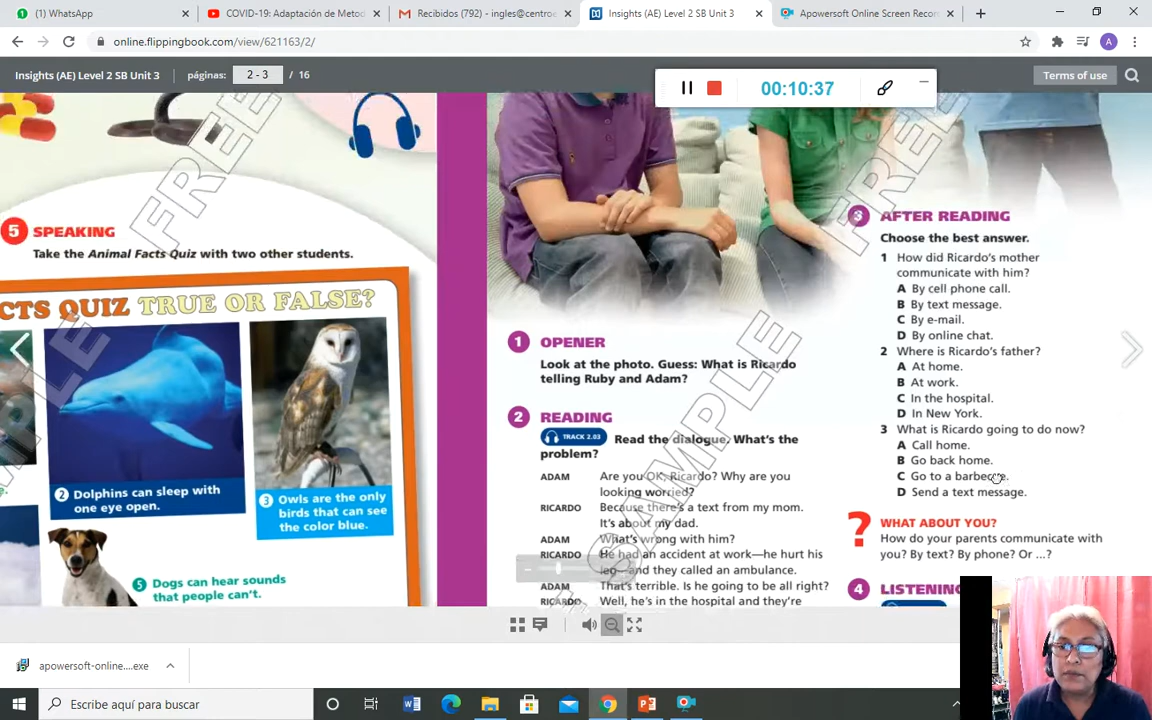 (1) WhatsApp
COVID-19: Adaptación de Metod
Recibidos (792) - ingles@centroe
Insights (AE) Level 2 SB Unit 3
Apowersoft Online Screen Recor
online.flippingbook.com/view/621163/2/
A
Insights (AE) Level 2 SB Unit 3
páginas:
2 - 3
/ 16
00:10:37
Terms of use
FREE
5 SPEAKING
Take the Animal Facts Quiz with two other students.
CTS QUIZ TRUE OR FALSE?
2 Dolphins can sleep with
one eye open.
3 Owls are the only
birds that can see
the color blue.
5 Dogs can hear sounds
that people can't.
FREE SAMPLE
1 OPENER
Look at the photo. Guess: What is Ricardo
telling Ruby and Adam?
2 READING
TRACK 2.03 Read the dialogue. What's the
problem?
ADAM Are you OK, Ricardo? Why are you
looking worried?
RICARDO Because there's a text from my mom.
It's about my dad.
ADAM What's wrong with him?
RICARDO He had an accident at work—he hurt his
leg—and they called an ambulance.
ADAM That's terrible. Is he going to be all right?
RICARDO Well, he's in the hospital and they're
3 AFTER READING
Choose the best answer.
1 How did Ricardo's mother
communicate with him?
A By cell phone call.
B By text message.
C By e-mail.
D By online chat.
2 Where is Ricardo's father?
A At home.
B At work.
C In the hospital.
D In New York.
3 What is Ricardo going to do now?
A Call home.
B Go back home.
C Go to a barbecue.
D Send a text message.
? WHAT ABOUT YOU?
How do your parents communicate with
you? By text? By phone? Or ...?
4 LISTENING
apowersoft-online....exe
Escribe aquí para buscar